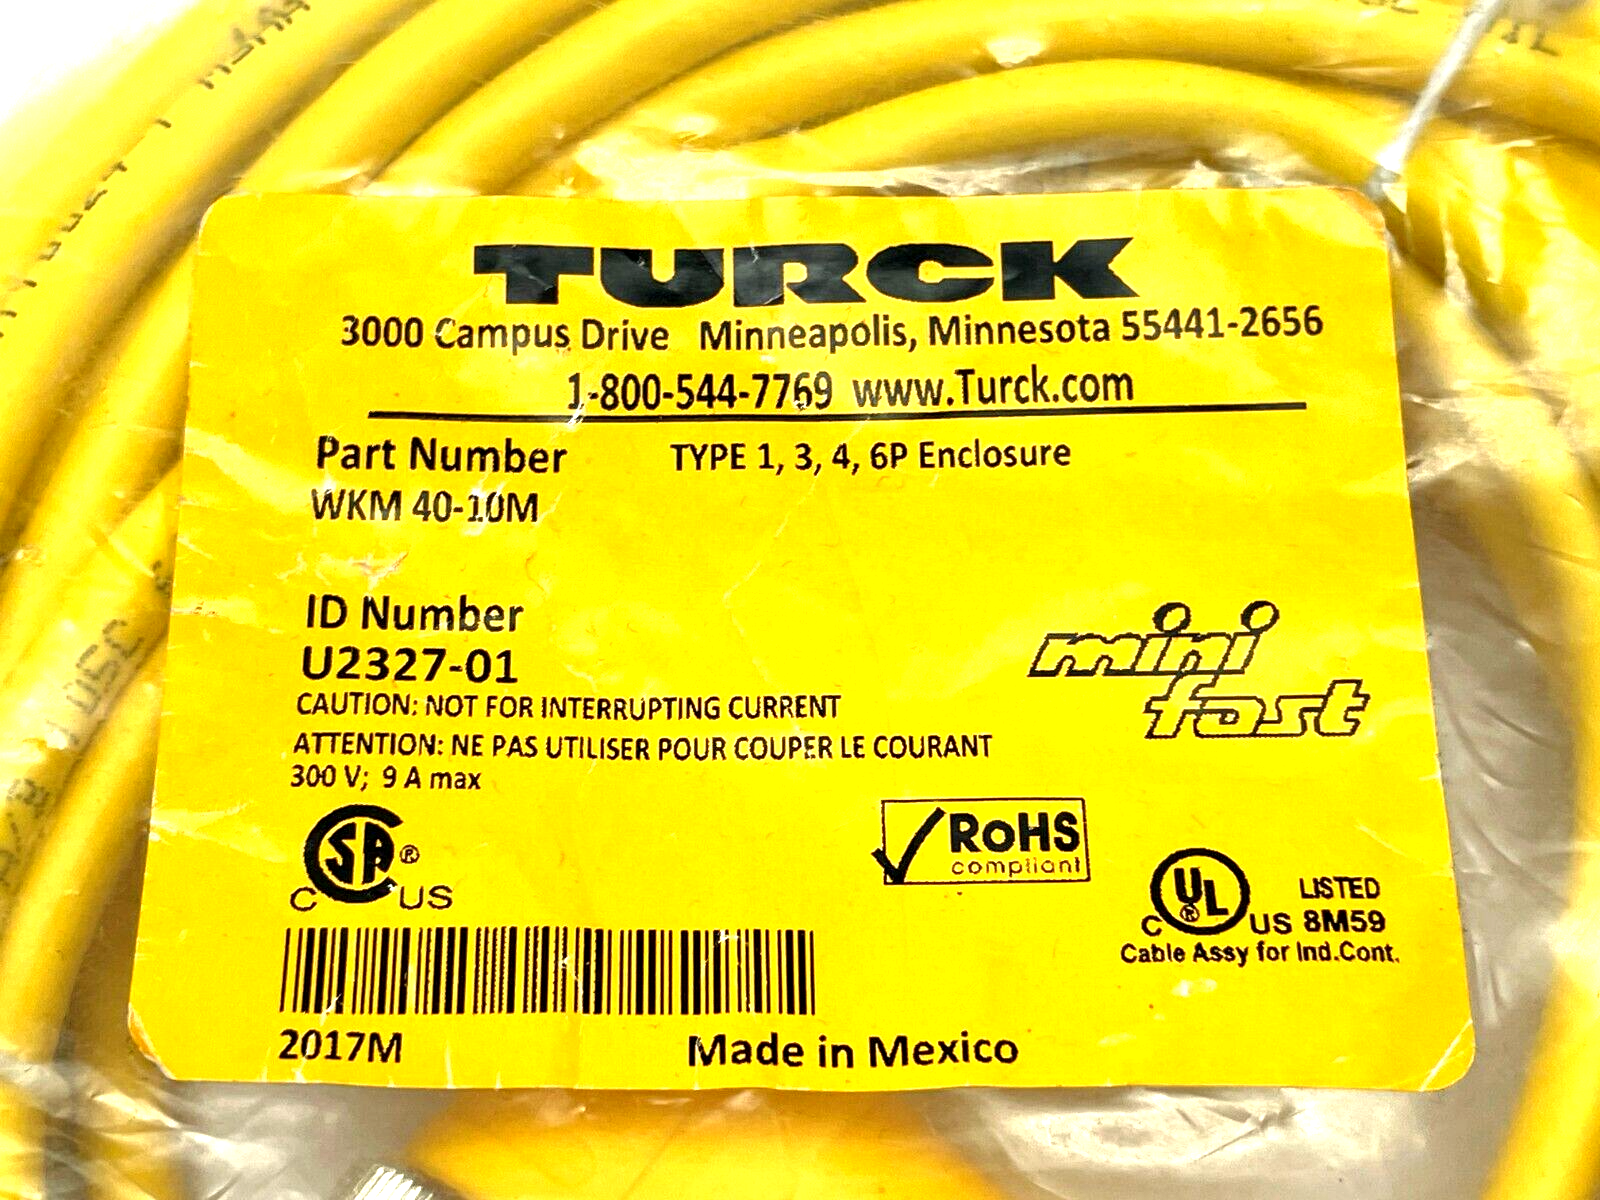 TURCK
3000 Campus Drive Minneapolis, Minnesota 55441-2656
1-800-544-7769 www.Turck.com
Part Number TYPE 1, 3, 4, 6P Enclosure
WKM 40-10M
ID Number
U2327-01
mini
fast
CAUTION: NOT FOR INTERRUPTING CURRENT
ATTENTION: NE PAS UTILISER POUR COUPER LE COURANT
300 V; 9 A max
C SA ® US
RoHS
compliant
C UL ® US LISTED
8M59
Cable Assy for Ind.Cont.
2017M Made in Mexico